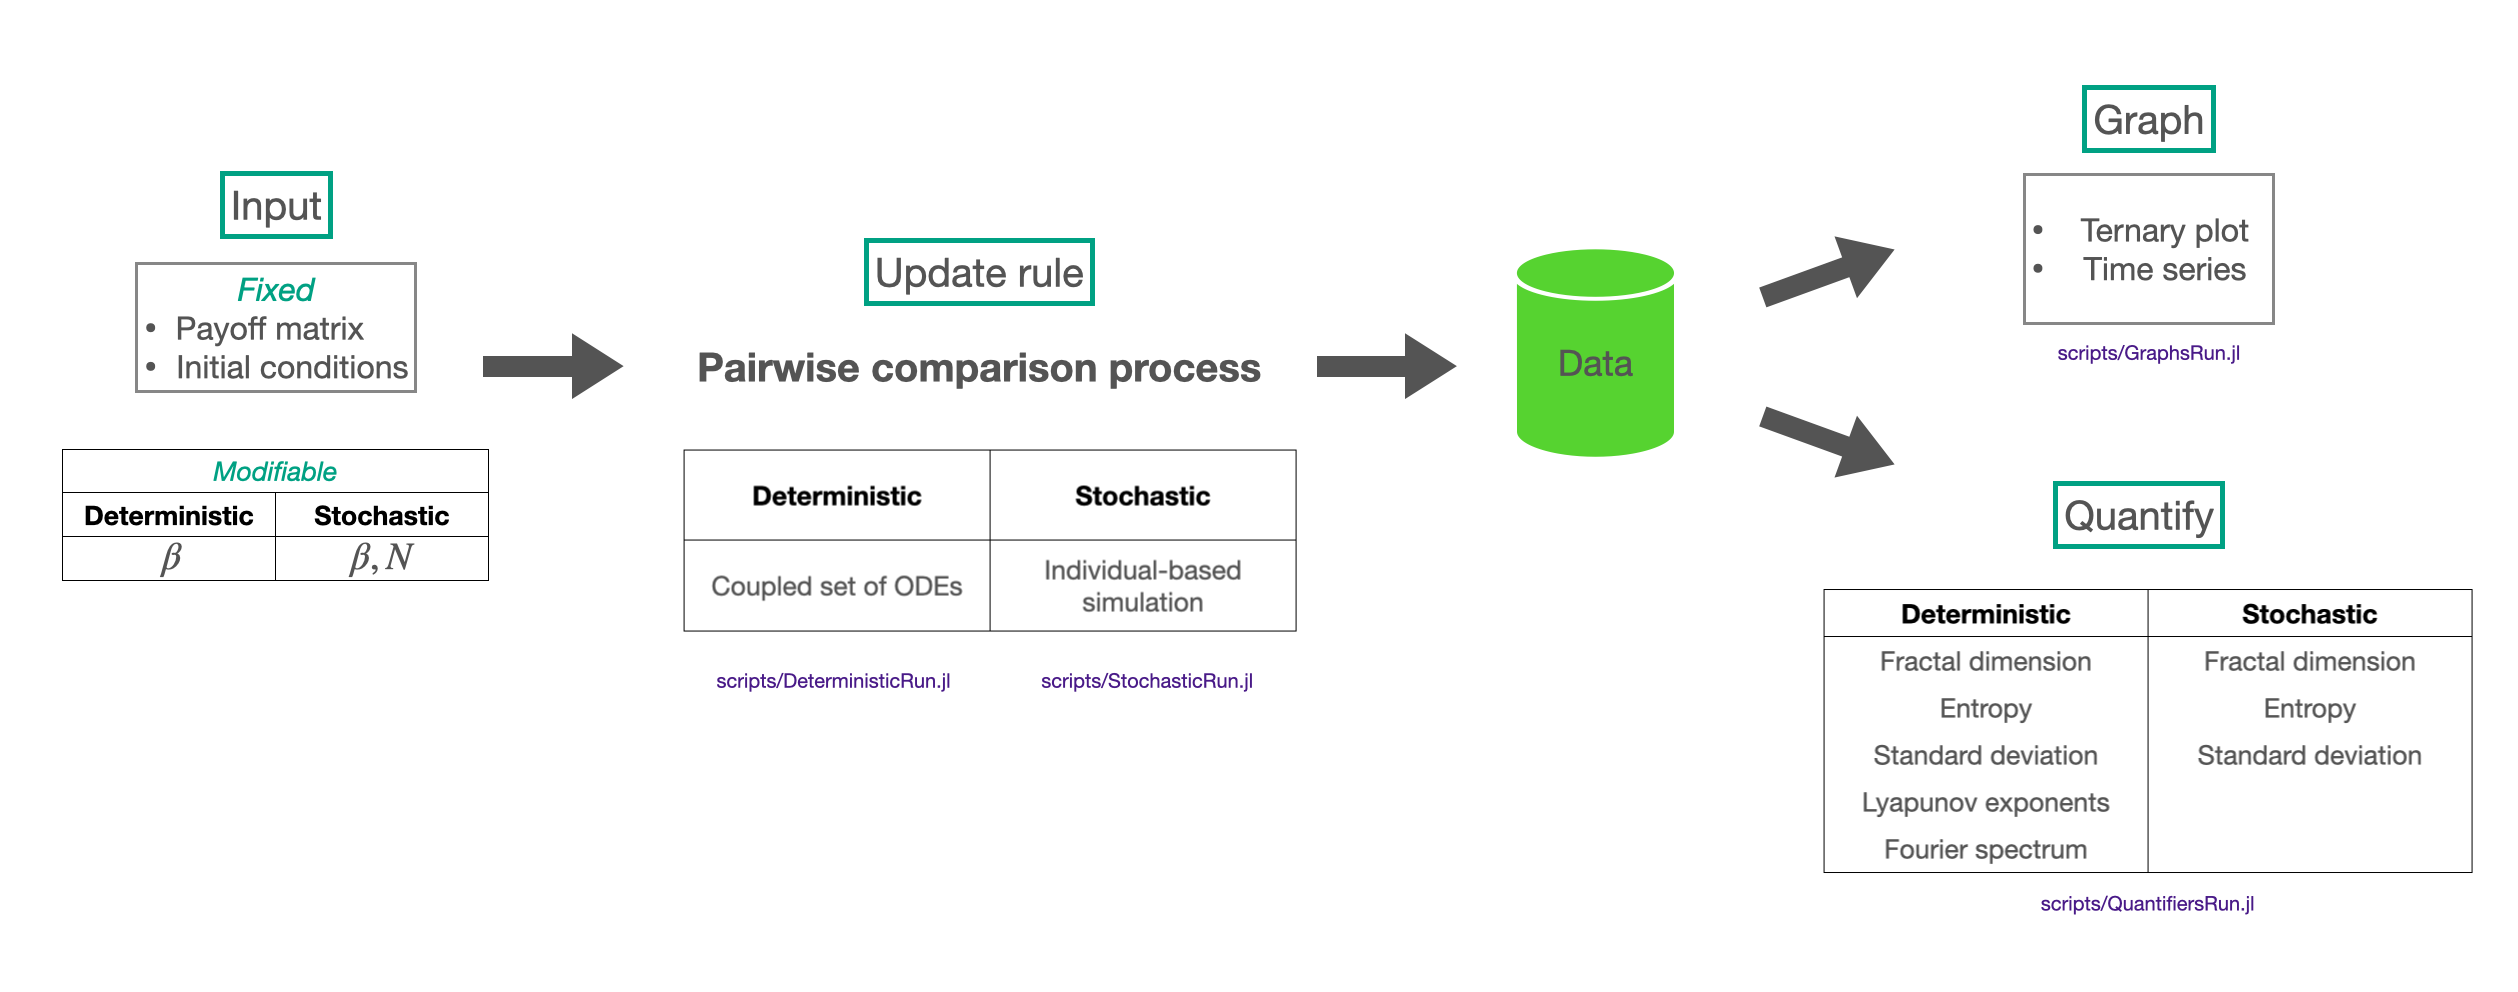 Input
Fixed
• Payoff matrix
• Initial conditions
Modifiable
Deterministic Stochastic
β β, N
Update rule
Pairwise comparison process
Deterministic Stochastic
Coupled set of ODEs
Individual-based
simulation
scripts/DeterministicRun.jl scripts/StochasticRun.jl
Data
Graph
• Ternary plot
• Time series
scripts/GraphsRun.jl
Quantify
Deterministic Stochastic
Fractal dimension Fractal dimension
Entropy Entropy
Standard deviation Standard deviation
Lyapunov exponents
Fourier spectrum
scripts/QuantifiersRun.jl